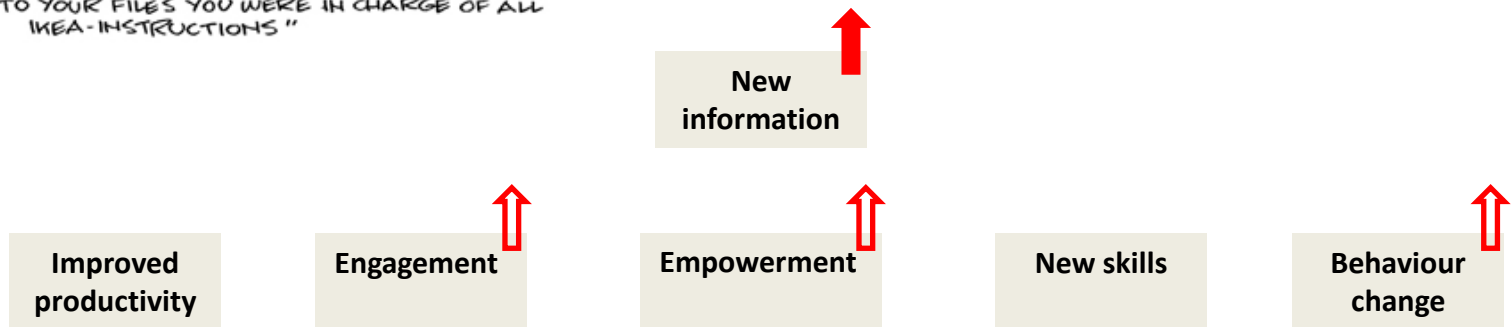 TO YOUR FILES YOU WERE IN CHARGE OF ALL
IKEA-INSTRUCTIONS"
New
information
Improved
productivity
Engagement
Empowerment
New skills
Behaviour
change